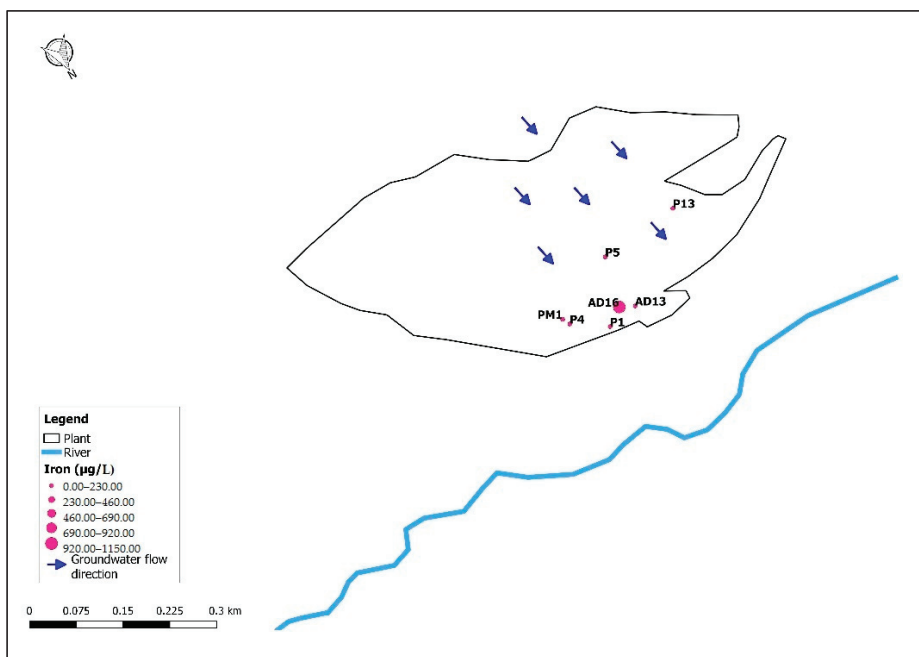 N
P13
P5
AD16
AD13
PM1
P4
P1
Legend
Plant
River
Iron (µg/L)
0.00–230.00
230.00–460.00
460.00–690.00
690.00–920.00
920.00–1150.00
Groundwater flow
direction
0 0.075 0.15 0.225 0.3 km